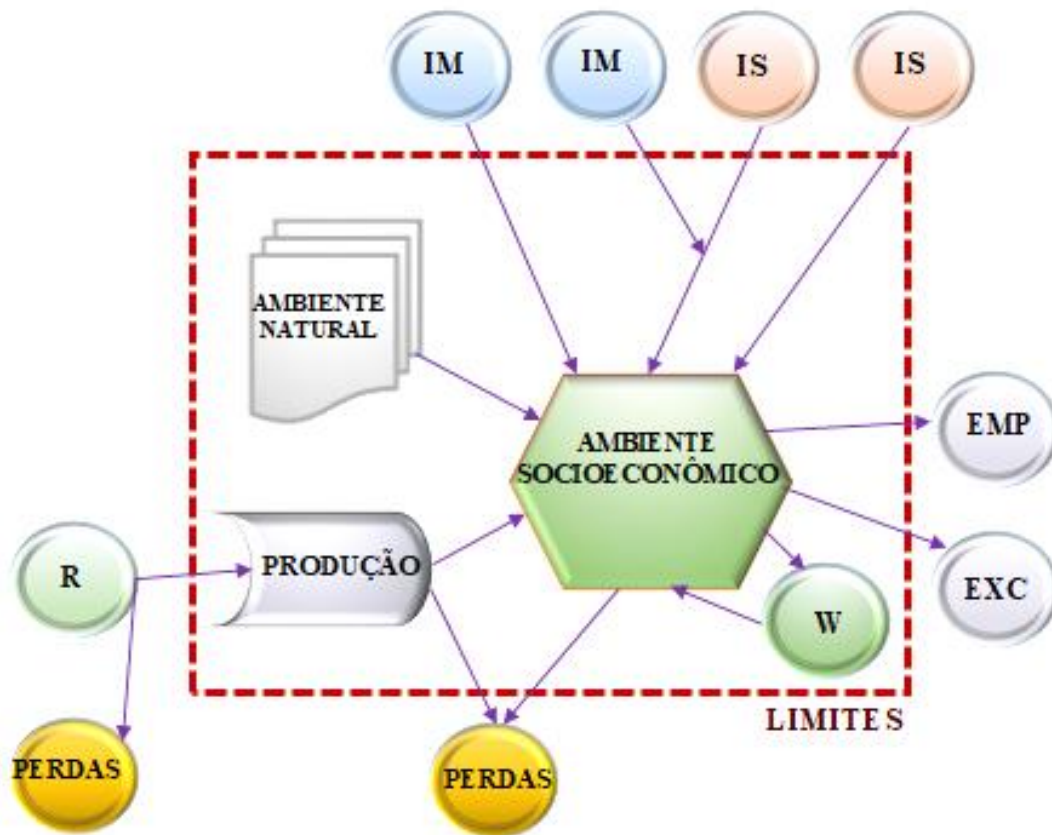 IM
IM
IS
IS
AMBIENTE
NATURAL
AMBIENTE
SOCIOECONÔMICO
EMP
PRODUÇÃO
R
EXC
W
LIMITES
PERDAS
PERDAS